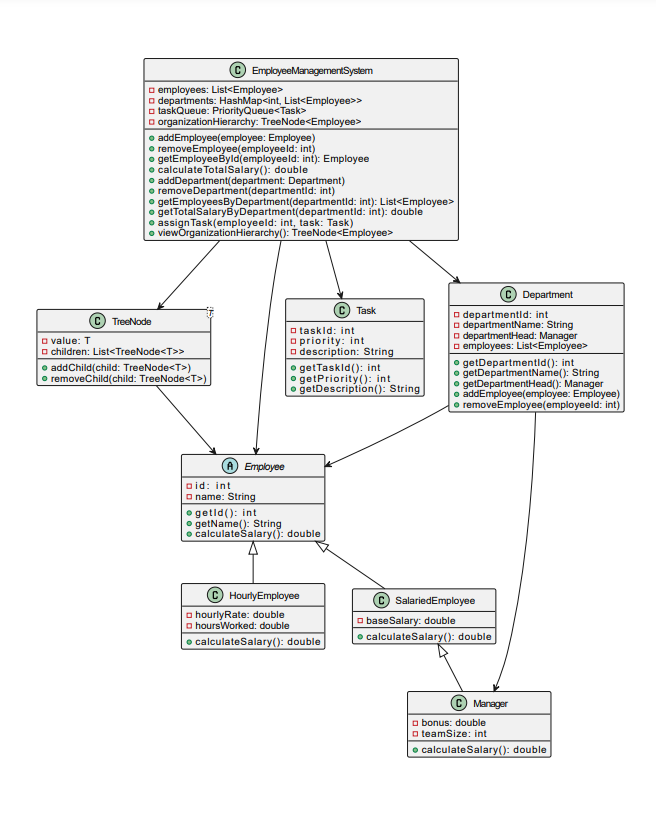 C EmployeeManagementSystem
employees: List<Employee>
departments: HashMap<int, List<Employee>>
taskQueue: PriorityQueue<Task>
organizationHierarchy: TreeNode<Employee>
addEmployee(employee: Employee)
removeEmployee(employeeId: int)
getEmployeeById(employeeId: int): Employee
calculateTotalSalary(): double
addDepartment(department: Department)
removeDepartment(departmentId: int)
getEmployeesByDepartment(departmentId: int): List<Employee>
getTotalSalaryByDepartment(departmentId: int): double
assignTask(employeeId: int, task: Task)
viewOrganizationHierarchy(): TreeNode<Employee>
C TreeNode
T
value: T
children: List<TreeNode<T>>
addChild(child: TreeNode<T>)
removeChild(child: TreeNode<T>)
C Task
taskId: int
priority: int
description: String
getTaskId(): int
getPriority(): int
getDescription(): String
C Department
departmentId: int
departmentName: String
departmentHead: Manager
employees: List<Employee>
getDepartmentId(): int
getDepartmentName(): String
getDepartmentHead(): Manager
addEmployee(employee: Employee)
removeEmployee(employeeId: int)
A Employee
id: int
name: String
getId(): int
getName(): String
calculateSalary(): double
C HourlyEmployee
hourlyRate: double
hoursWorked: double
calculateSalary(): double
C SalariedEmployee
baseSalary: double
calculateSalary(): double
C Manager
bonus: double
teamSize: int
calculateSalary(): double